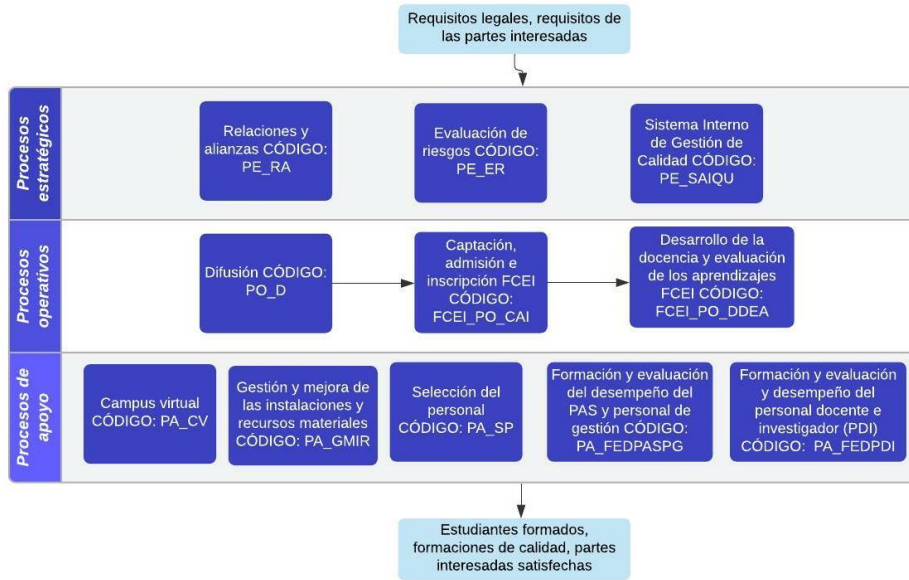 Requisitos legales, requisitos de
las partes interesadas
Procesos
estratégicos
Relaciones y
alianzas CÓDIGO:
PE_RA
Evaluación de
riesgos CÓDIGO:
PE_ER
Sistema Interno
de Gestión de
Calidad CÓDIGO:
PE_SAIQU
Procesos
operativos
Difusión CÓDIGO:
PO_D
Captación,
admisión e
inscripción FCEI
CÓDIGO:
FCEI_PO_CAI
Desarrollo de la
docencia y evaluación
de los aprendizajes
FCEI CÓDIGO:
FCEI_PO_DDEA
Procesos de
apoyo
Campus virtual
CÓDIGO: PA_CV
Gestión y mejora de
las instalaciones y
recursos materiales
CÓDIGO: PA_GMIR
Selección del
personal
CÓDIGO: PA_SP
Formación y evaluación
del desempeño del
PAS y personal de
gestión CÓDIGO:
PA_FEDPASPG
Formación y evaluación
y desempeño del
personal docente e
investigador (PDI)
CÓDIGO: PA_FEDPDI
Estudiantes formados,
formaciones de calidad, partes
interesadas satisfechas